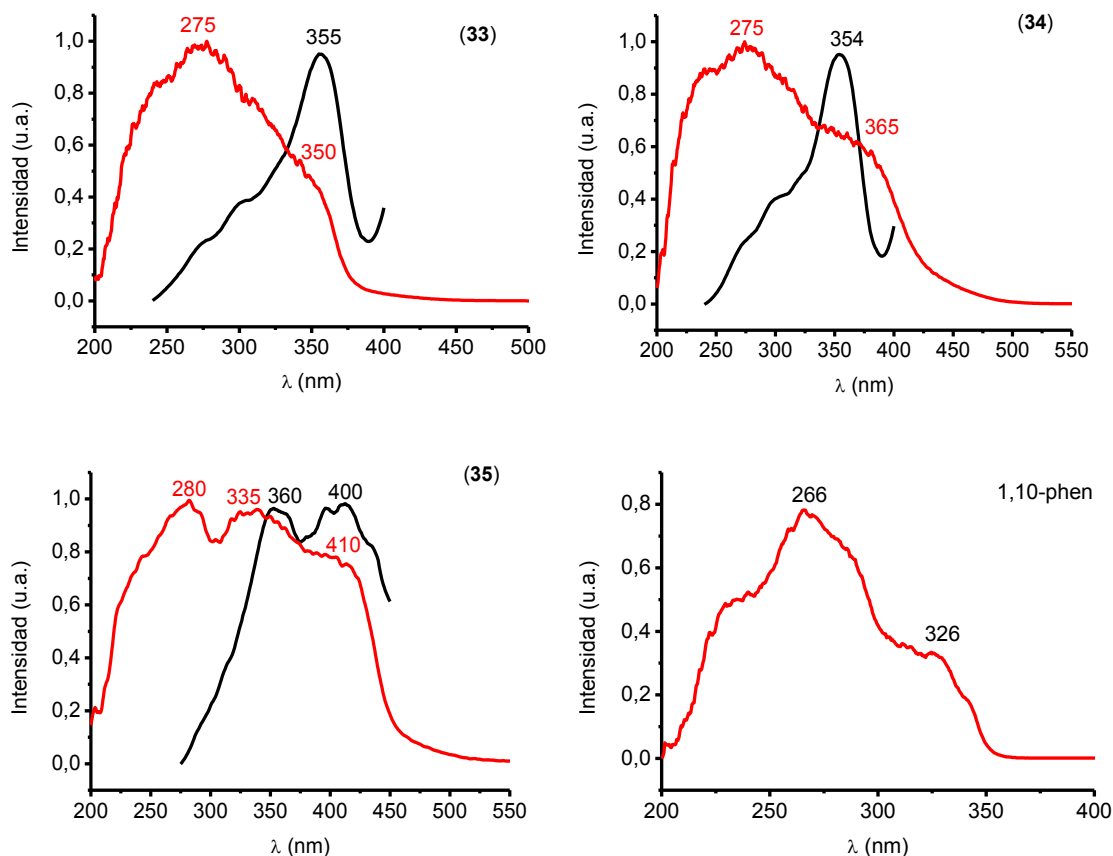 (33)
275
355
350
Intensidad (u.a.)
1,0
0,8
0,6
0,4
0,2
0,0
200 250 300 350 400 450 500
λ (nm)
(34)
275
354
365
Intensidad (u.a.)
1,0
0,8
0,6
0,4
0,2
0,0
200 250 300 350 400 450 500 550
λ (nm)
(35)
280 335 360 400
410
Intensidad (u.a.)
1,0
0,8
0,6
0,4
0,2
0,0
200 250 300 350 400 450 500 550
λ (nm)
1,10-phen
266
326
Intensidad (u.a.)
0.8
0.6
0.4
0.2
0.0
200 250 300 350 400
λ (nm)